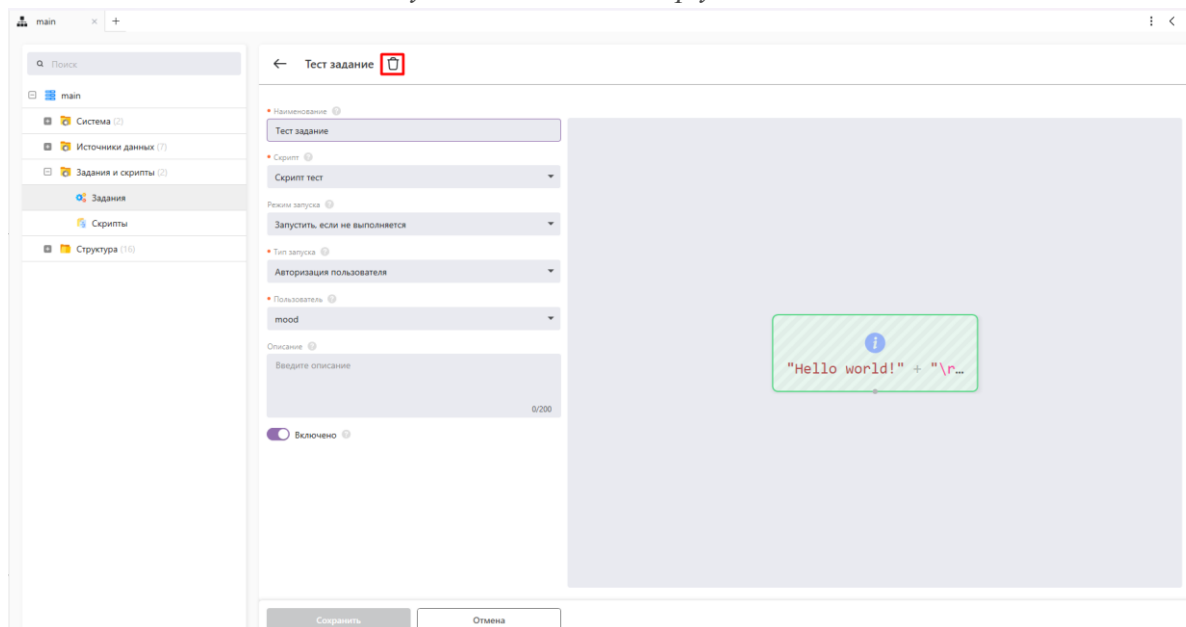 main × +
Поиск
← Тест задание
main
Система (2)
Источники данных (7)
Задания и скрипты (2)
Задания
Скрипты
Структура (16)
* Наименование
Тест задание
* Скрипт
Скрипт тест
Режим запуска
Запустить, если не выполняется
* Тип запуска
Авторизация пользователя
* Пользователь
mood
Описание
Введите описание
0/200
Включено
"Hello world!" + "\r…
Сохранить
Отмена